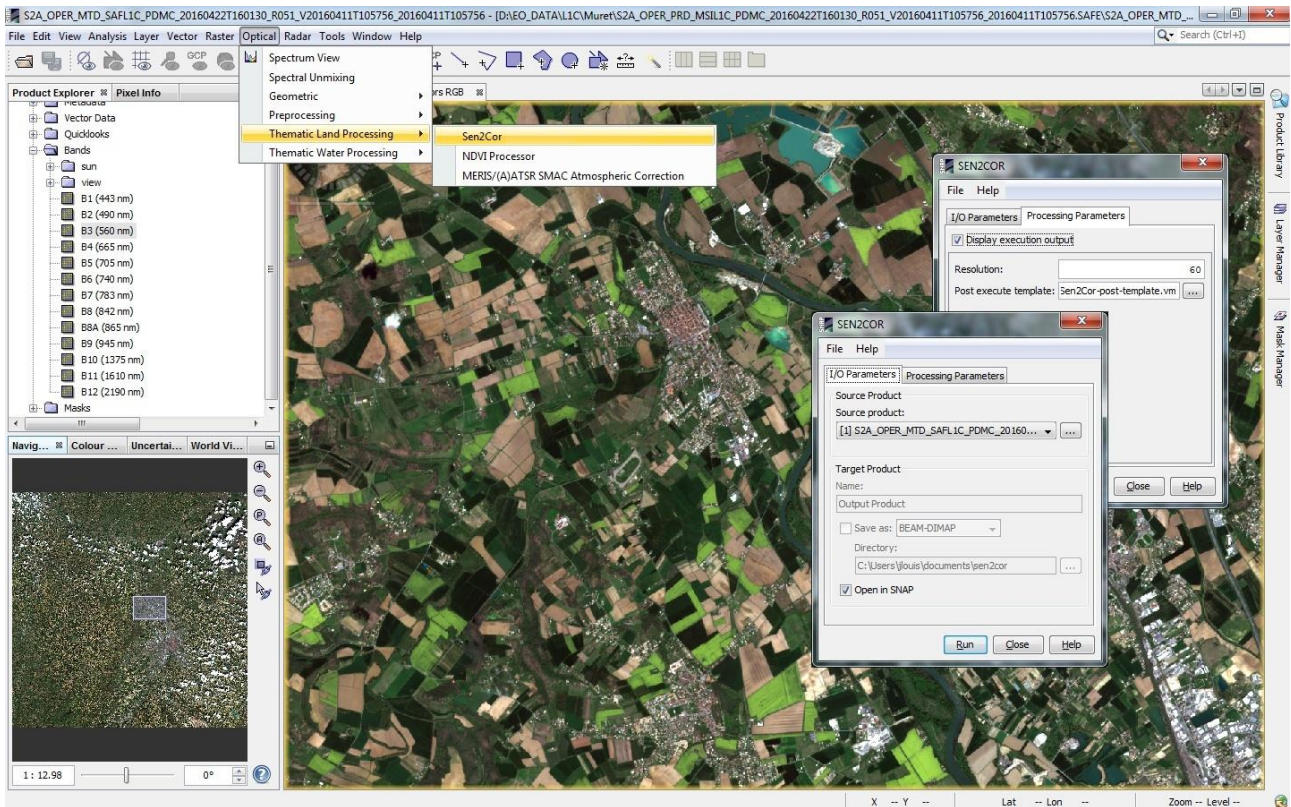 S2A_OPER_MTD_SAFL1C_PDMC_20160422T160130_R051_V20160411T105756_20160411T105756 - [D:\EO_DATA\L1C\Muret\S2A_OPER_PRD_MSIL1C_PDMC_20160422T160130_R051_V20160411T105756_20160411T105756.SAFE\S2A_OPER_MTD_...
File Edit View Analysis Layer Vector Raster Optical Radar Tools Window Help
Search (Ctrl+I)
GCP
Spectrum View
Spectral Unmixing
Geometric
Preprocessing
Thematic Land Processing
Thematic Water Processing
Sen2Cor
NDVI Processor
MERIS/(A)ATSR SMAC Atmospheric Correction
Product Explorer Pixel Info
rs RGB
Metadata
Vector Data
Quicklooks
Bands
sun
view
B1 (443 nm)
B2 (490 nm)
B3 (560 nm)
B4 (665 nm)
B5 (705 nm)
B6 (740 nm)
B7 (783 nm)
B8 (842 nm)
B8A (865 nm)
B9 (945 nm)
B10 (1375 nm)
B11 (1610 nm)
B12 (2190 nm)
Masks
Navig... Colour ... Uncertai... World Vi...
1 : 12.98
0°
SEN2COR
File Help
I/O Parameters Processing Parameters
Display execution output
Resolution: 60
Post execute template: Sen2Cor-post-template.vm ...
Close Help
SEN2COR
File Help
I/O Parameters Processing Parameters
Source Product
Source product:
[1] S2A_OPER_MTD_SAFL1C_PDMC_20160... ...
Target Product
Name:
Output Product
Save as: BEAM-DIMAP
Directory:
C:\Users\jlouis\documents\sen2cor ...
Open in SNAP
Run Close Help
Product Library
Layer Manager
Mask Manager
X -- Y -- Lat -- Lon -- Zoom -- Level --